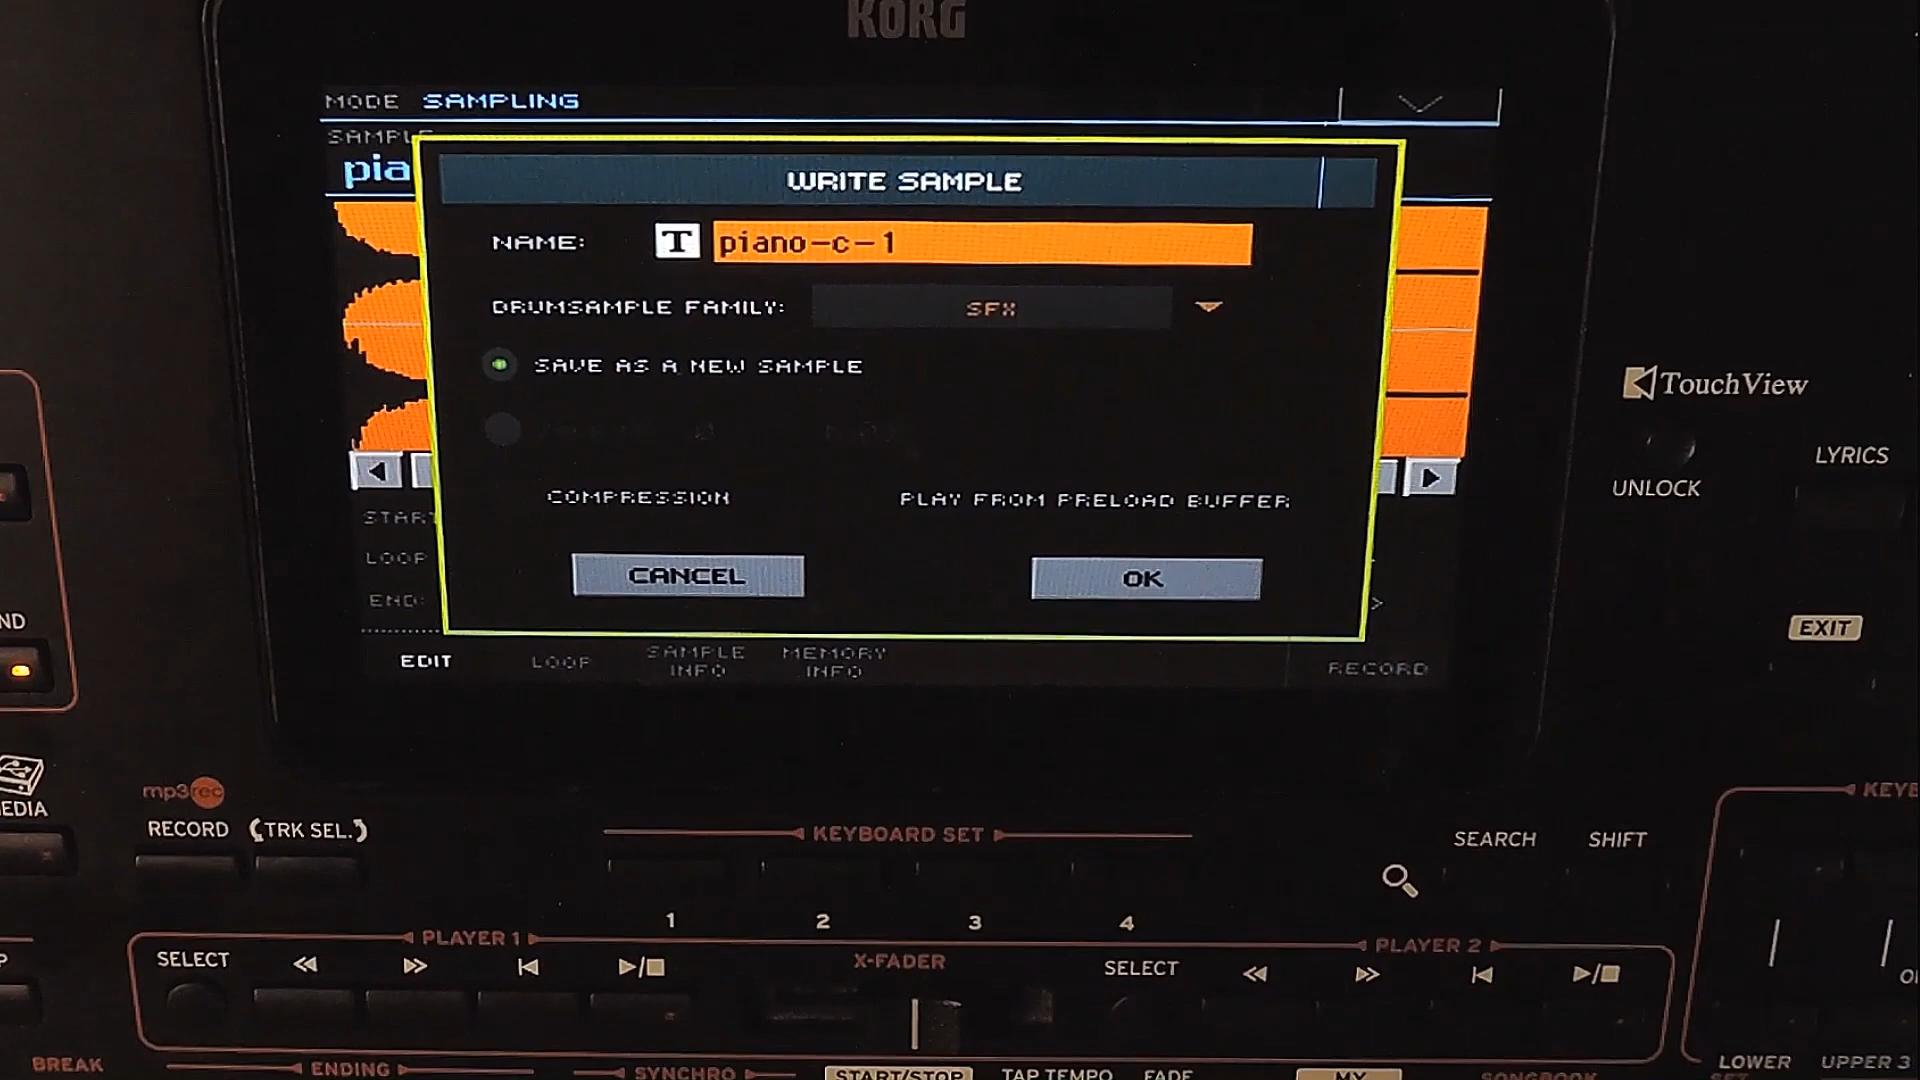 KORG
MODE SAMPLING
SAMPLE
pia
WRITE SAMPLE
NAME: T piano-c-1
DRUMSAMPLE FAMILY: SFX
SAVE AS A NEW SAMPLE
COMPRESSION PLAY FROM PRELOAD BUFFER
START
LOOP
END:
CANCEL OK
EDIT LOOP SAMPLE INFO MEMORY INFO RECORD
TouchView
LYRICS
UNLOCK
EXIT
ND
EDIA
mp3rec
RECORD TRK SEL.
KEYBOARD SET
SEARCH SHIFT
KEYB
1 2 3 4
PLAYER 1
PLAYER 2
P
SELECT
X-FADER
SELECT
BREAK
ENDING
SYNCHRO
START/STOP
TAP TEMPO
FADE
MY
SONGBOOK
LOWER UPPER 3